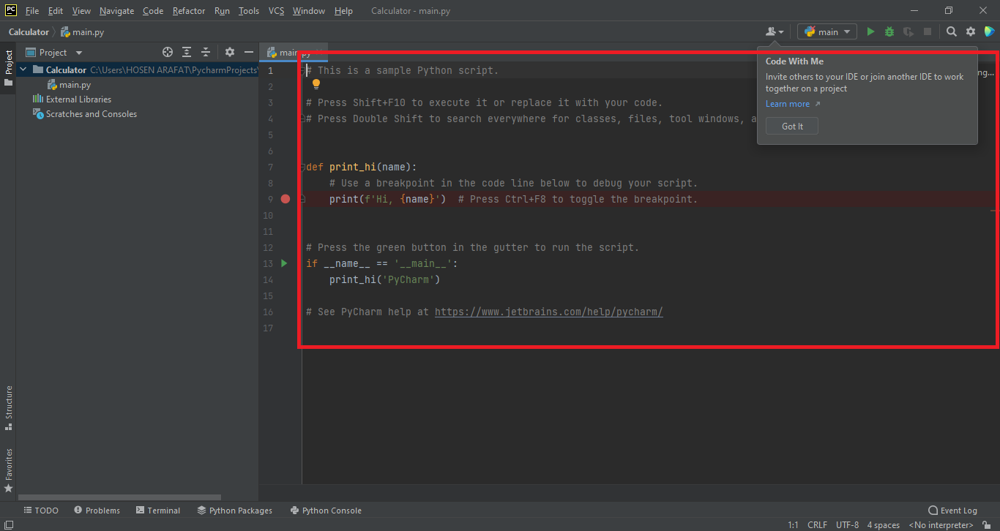 PC File Edit View Navigate Code Refactor Run Tools VCS Window Help Calculator - main.py
Calculator main.py main
Project
Project
main.py
Calculator C:\Users\HOSEN ARAFAT\PycharmProjects\
main.py
External Libraries
Scratches and Consoles
1 # This is a sample Python script.
2
3 # Press Shift+F10 to execute it or replace it with your code.
4 # Press Double Shift to search everywhere for classes, files, tool windows, a
5
6
7 def print_hi(name):
8 # Use a breakpoint in the code line below to debug your script.
9 print(f'Hi, {name}') # Press Ctrl+F8 to toggle the breakpoint.
10
11
12 # Press the green button in the gutter to run the script.
13 if __name__ == '__main__':
14 print_hi('PyCharm')
15
16 # See PyCharm help at https://www.jetbrains.com/help/pycharm/
17
Code With Me
Invite others to your IDE or join another IDE to work
together on a project
Learn more ↗
Got It
ng...
Structure
Favorites
TODO Problems Terminal Python Packages Python Console Event Log
1:1 CRLF UTF-8 4 spaces <No interpreter>